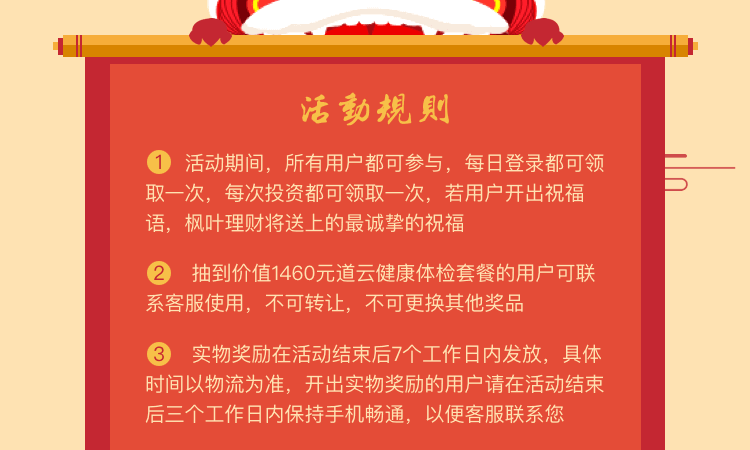 活動規則
1 活动期间，所有用户都可参与，每日登录都可领
取一次，每次投资都可领取一次，若用户开出祝福
语，枫叶理财将送上的最诚挚的祝福
2 抽到价值1460元道云健康体检套餐的用户可联
系客服使用，不可转让，不可更换其他奖品
3 实物奖励在活动结束后7个工作日内发放，具体
时间以物流为准，开出实物奖励的用户请在活动结束
后三个工作日内保持手机畅通，以便客服联系您